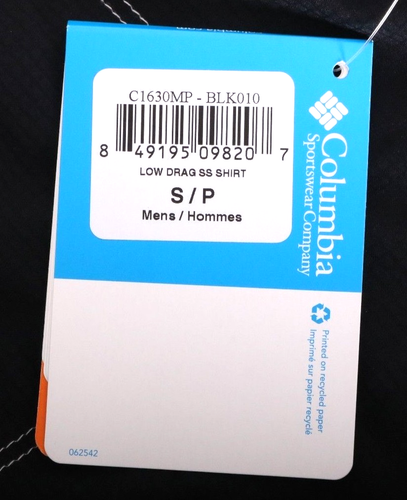 C1630MP - BLK010
8 49195 09820 7
LOW DRAG SS SHIRT
S / P
Mens / Hommes
Columbia
Sportswear Company
Printed on recycled paper
Imprimé sur papier recyclé
062542